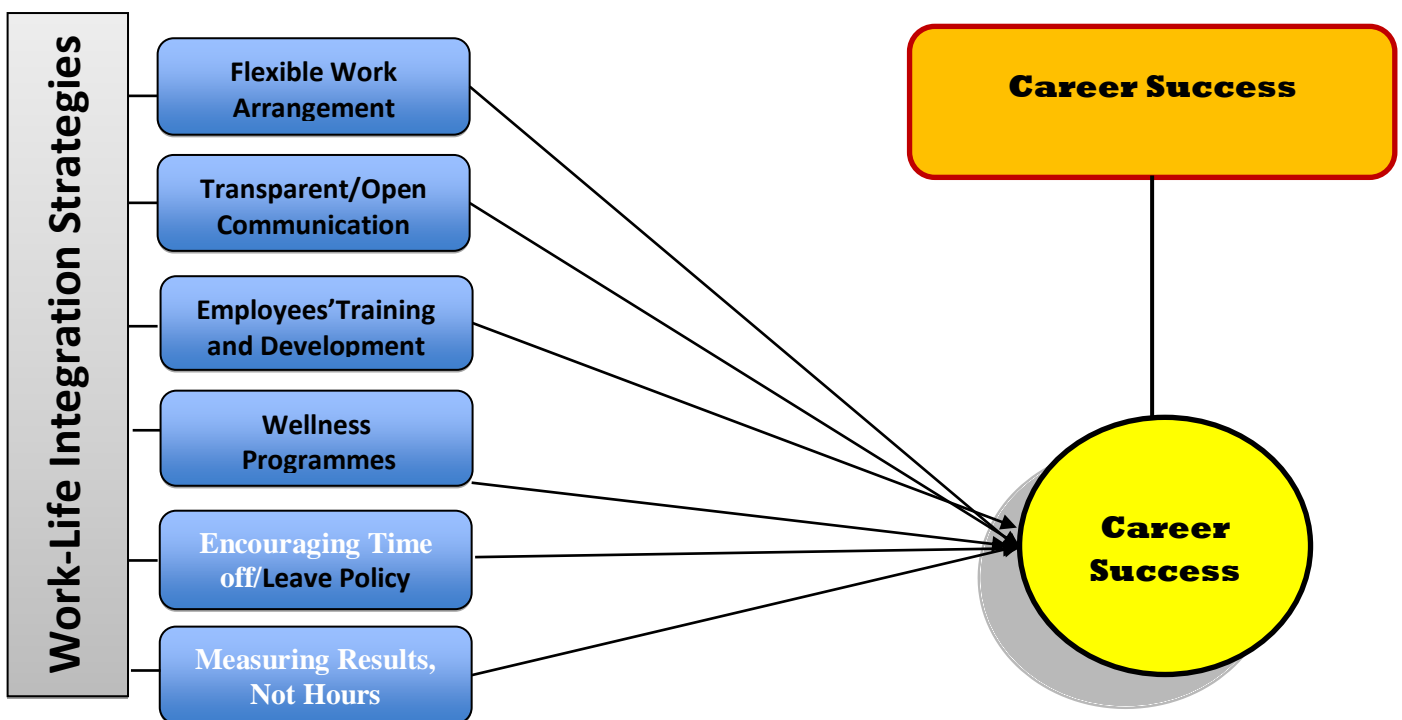 Work-Life Integration Strategies
Flexible Work
Arrangement
Transparent/Open
Communication
Employees’Training
and Development
Wellness
Programmes
Encouraging Time
off/Leave Policy
Measuring Results,
Not Hours
Career Success
Career
Success